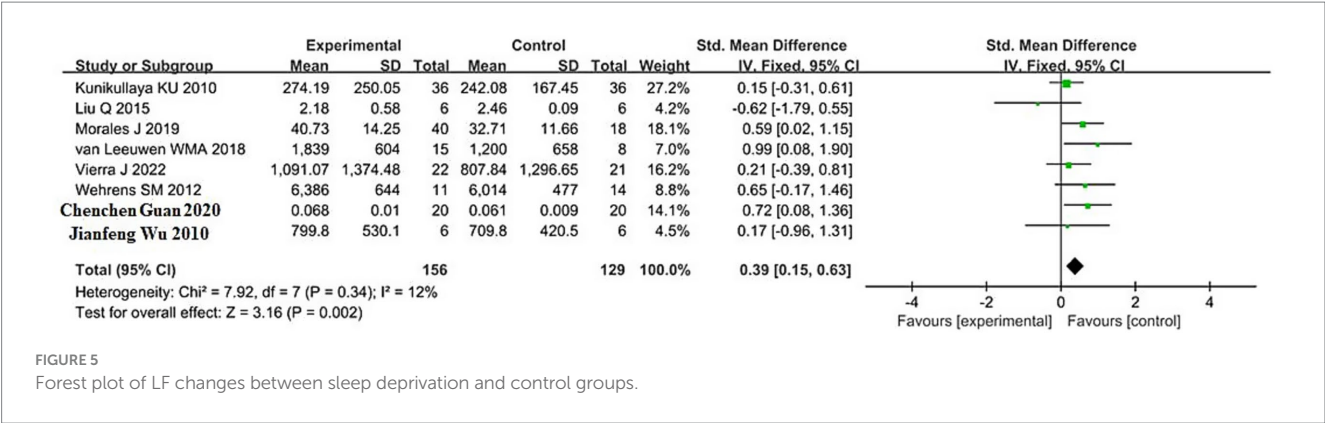 Experimental Control Std. Mean Difference Std. Mean Difference
Study or Subgroup Mean SD Total Mean SD Total Weight IV, Fixed, 95% CI IV, Fixed, 95% CI
Kunikullaya KU 2010 274.19 250.05 36 242.08 167.45 36 27.2% 0.15 [-0.31, 0.61]
Liu Q 2015 2.18 0.58 6 2.46 0.09 6 4.2% -0.62 [-1.79, 0.55]
Morales J 2019 40.73 14.25 40 32.71 11.66 18 18.1% 0.59 [0.02, 1.15]
van Leeuwen WMA 2018 1,839 604 15 1,200 658 8 7.0% 0.99 [0.08, 1.90]
Vierra J 2022 1,091.07 1,374.48 22 807.84 1,296.65 21 16.2% 0.21 [-0.39, 0.81]
Wehrens SM 2012 6,386 644 11 6,014 477 14 8.8% 0.65 [-0.17, 1.46]
Chenchen Guan 2020 0.068 0.01 20 0.061 0.009 20 14.1% 0.72 [0.08, 1.36]
Jianfeng Wu 2010 799.8 530.1 6 709.8 420.5 6 4.5% 0.17 [-0.96, 1.31]
Total (95% CI) 156 129 100.0% 0.39 [0.15, 0.63]
Heterogeneity: Chi² = 7.92, df = 7 (P = 0.34); I² = 12%
Test for overall effect: Z = 3.16 (P = 0.002)
-4 -2 0 2 4
Favours [experimental] Favours [control]
FIGURE 5
Forest plot of LF changes between sleep deprivation and control groups.